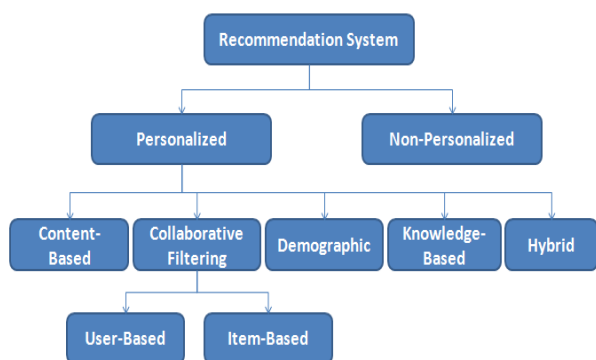 Recommendation System
Personalized
Non-Personalized
Content-
Based
Collaborative
Filtering
Demographic
Knowledge-
Based
Hybrid
User-Based
Item-Based